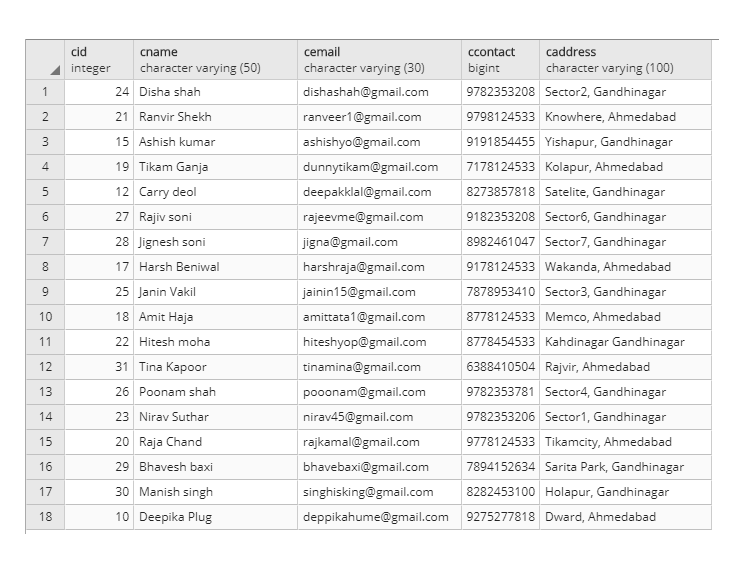 cid cname cemail ccontact caddress
integer character varying (50) character varying (30) bigint character varying (100)
1 24 Disha shah dishashah@gmail.com 9782353208 Sector2, Gandhinagar
2 21 Ranvir Shekh ranveer1@gmail.com 9798124533 Knowhere, Ahmedabad
3 15 Ashish kumar ashishyo@gmail.com 9191854455 Yishapur, Gandhinagar
4 19 Tikam Ganja dunnytikam@gmail.com 7178124533 Kolapur, Ahmedabad
5 12 Carry deol deepakklal@gmail.com 8273857818 Satelite, Gandhinagar
6 27 Rajiv soni rajeevme@gmail.com 9182353208 Sector6, Gandhinagar
7 28 Jignesh soni jigna@gmail.com 8982461047 Sector7, Gandhinagar
8 17 Harsh Beniwal harshraja@gmail.com 9178124533 Wakanda, Ahmedabad
9 25 Janin Vakil jainin15@gmail.com 7878953410 Sector3, Gandhinagar
10 18 Amit Haja amittata1@gmail.com 8778124533 Memco, Ahmedabad
11 22 Hitesh moha hiteshyop@gmail.com 8778454533 Kahdinagar Gandhinagar
12 31 Tina Kapoor tinamina@gmail.com 6388410504 Rajvir, Ahmedabad
13 26 Poonam shah pooonam@gmail.com 9782353781 Sector4, Gandhinagar
14 23 Nirav Suthar nirav45@gmail.com 9782353206 Sector1, Gandhinagar
15 20 Raja Chand rajkamal@gmail.com 9778124533 Tikamcity, Ahmedabad
16 29 Bhavesh baxi bhavebaxi@gmail.com 7894152634 Sarita Park, Gandhinagar
17 30 Manish singh singhisking@gmail.com 8282453100 Holapur, Gandhinagar
18 10 Deepika Plug deppikahume@gmail.com 9275277818 Dward, Ahmedabad